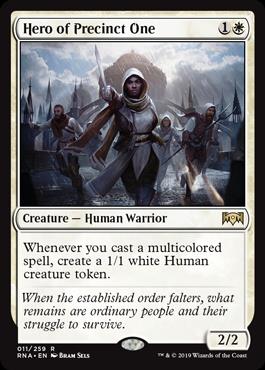 Hero of Precinct One 1
Creature — Human Warrior
Whenever you cast a multicolored
spell, create a 1/1 white Human
creature token.
When the established order falters, what
remains are ordinary people and their
struggle to survive.
2/2
011/259 R
RNA • EN Bram Sels ™ & © 2019 Wizards of the Coast